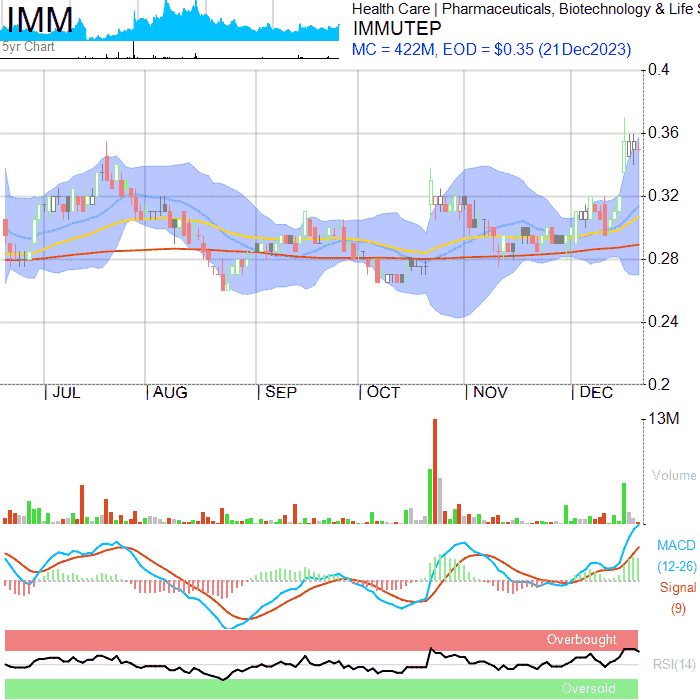 IMM
5yr Chart
Health Care | Pharmaceuticals, Biotechnology & Life S
IMMUTEP
MC = 422M, EOD = $0.35 (21Dec2023)
0.4
0.36
0.32
0.28
0.24
0.2
JUL AUG SEP OCT NOV DEC
13M
Volume
MACD
(12-26)
Signal
(9)
Overbought
RSI(14)
Oversold